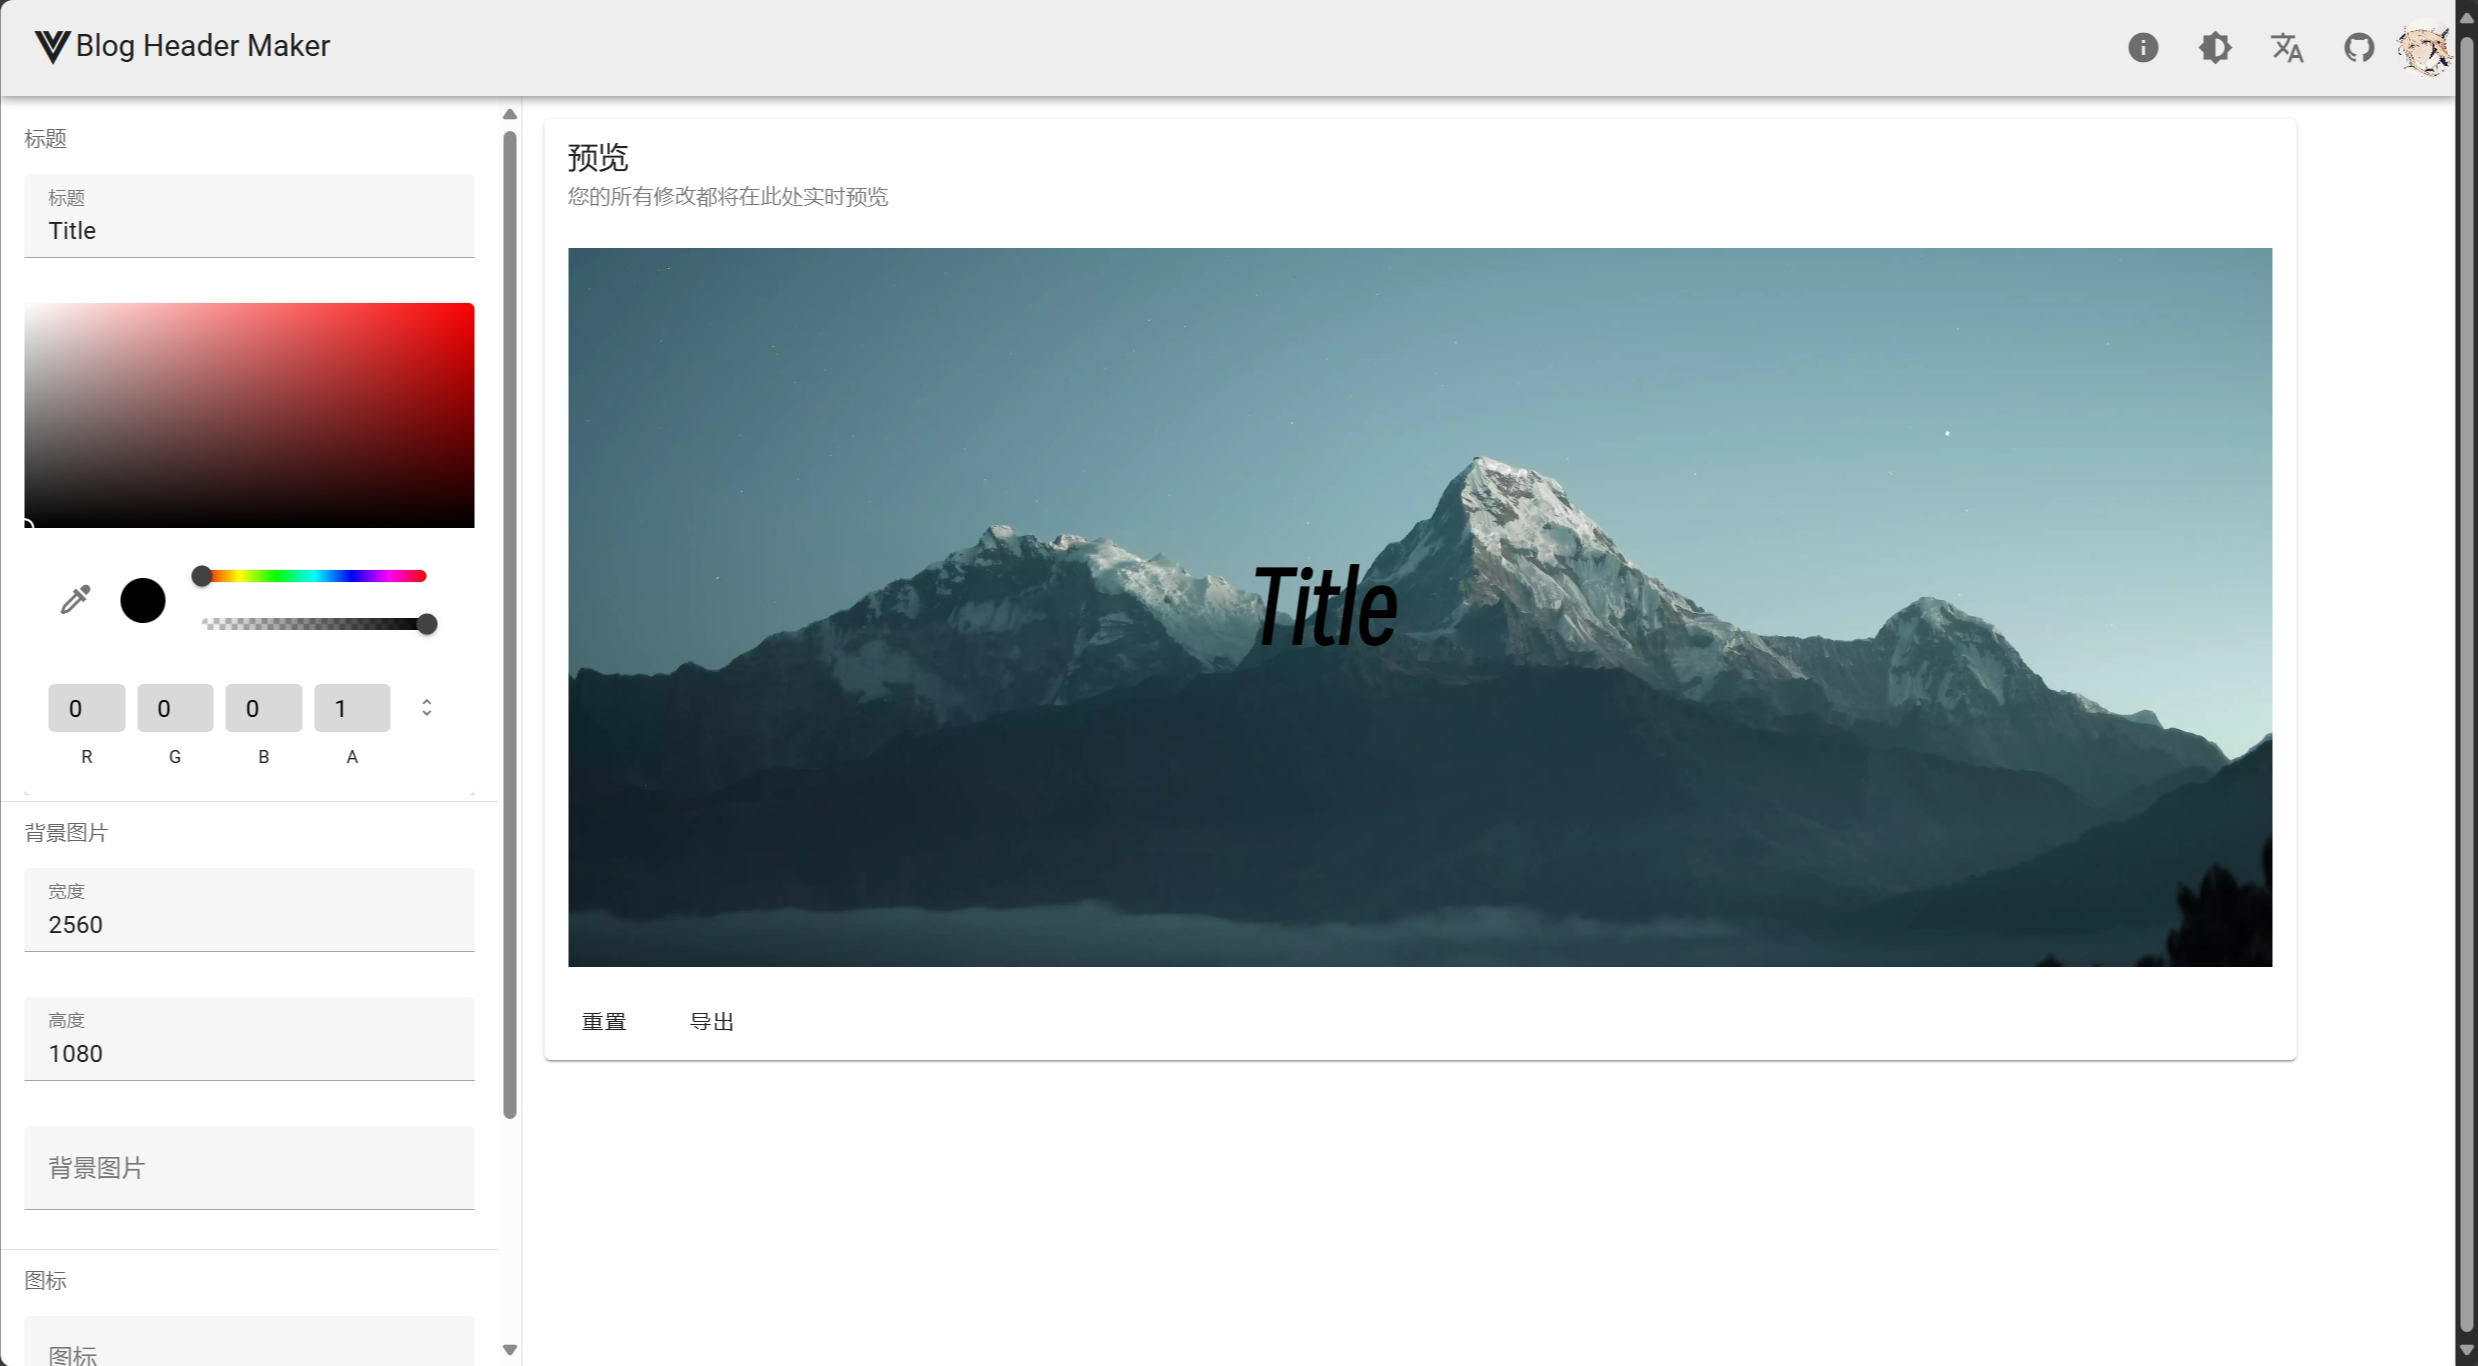 Blog Header Maker
标题
标题
Title
0
0
0
1
R
G
B
A
背景图片
宽度
2560
高度
1080
背景图片
图标
图标
预览
您的所有修改都将在此处实时预览
Title
重置
导出